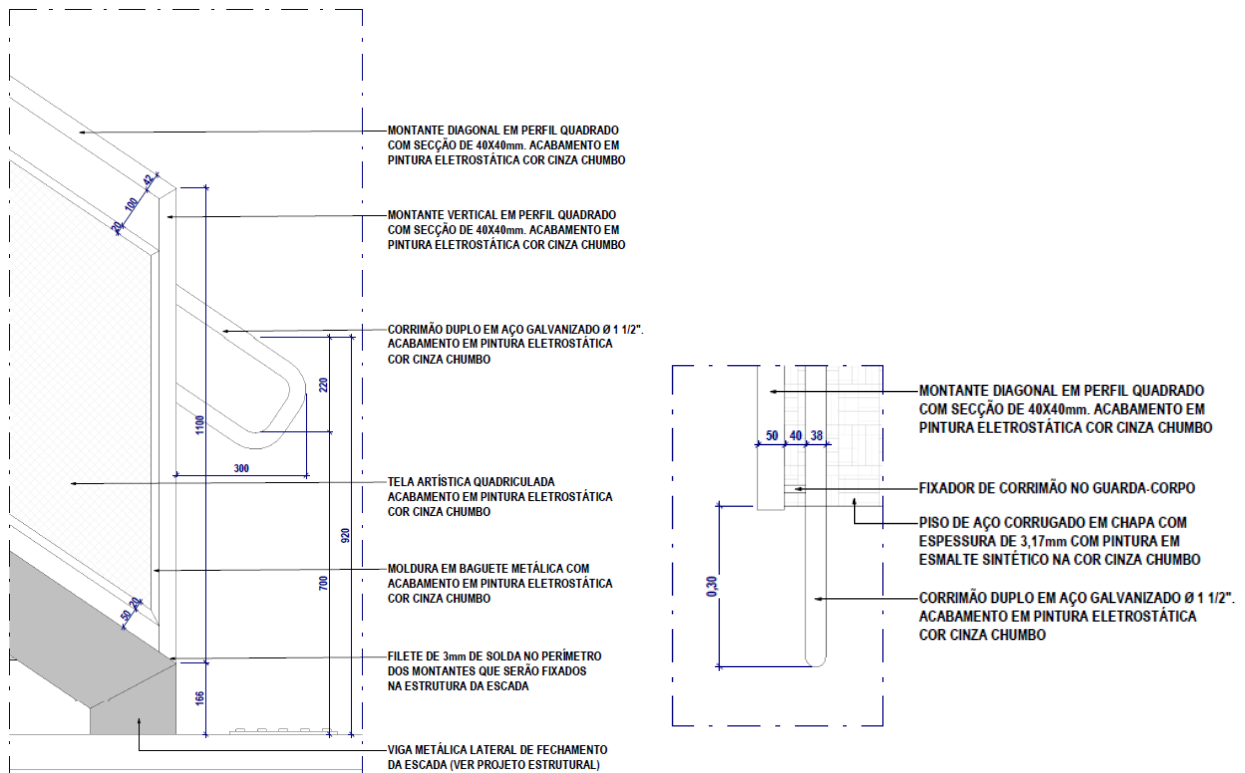 MONTANTE DIAGONAL EM PERFIL QUADRADO
COM SECÇÃO DE 40X40mm. ACABAMENTO EM
PINTURA ELETROSTÁTICA COR CINZA CHUMBO
42
100
20
MONTANTE VERTICAL EM PERFIL QUADRADO
COM SECÇÃO DE 40X40mm. ACABAMENTO EM
PINTURA ELETROSTÁTICA COR CINZA CHUMBO
CORRIMÃO DUPLO EM AÇO GALVANIZADO Ø 1 1/2".
ACABAMENTO EM PINTURA ELETROSTÁTICA
COR CINZA CHUMBO
220
1100
300
TELA ARTÍSTICA QUADRICULADA
ACABAMENTO EM PINTURA ELETROSTÁTICA
COR CINZA CHUMBO
920
700
MOLDURA EM BAGUETE METÁLICA COM
ACABAMENTO EM PINTURA ELETROSTÁTICA
COR CINZA CHUMBO
20
50
FILETE DE 3mm DE SOLDA NO PERÍMETRO
DOS MONTANTES QUE SERÃO FIXADOS
NA ESTRUTURA DA ESCADA
166
VIGA METÁLICA LATERAL DE FECHAMENTO
DA ESCADA (VER PROJETO ESTRUTURAL)
MONTANTE DIAGONAL EM PERFIL QUADRADO
COM SECÇÃO DE 40X40mm. ACABAMENTO EM
PINTURA ELETROSTÁTICA COR CINZA CHUMBO
50 40 38
FIXADOR DE CORRIMÃO NO GUARDA-CORPO
PISO DE AÇO CORRUGADO EM CHAPA COM
ESPESSURA DE 3,17mm COM PINTURA EM
ESMALTE SINTÉTICO NA COR CINZA CHUMBO
0,30
CORRIMÃO DUPLO EM AÇO GALVANIZADO Ø 1 1/2".
ACABAMENTO EM PINTURA ELETROSTÁTICA
COR CINZA CHUMBO